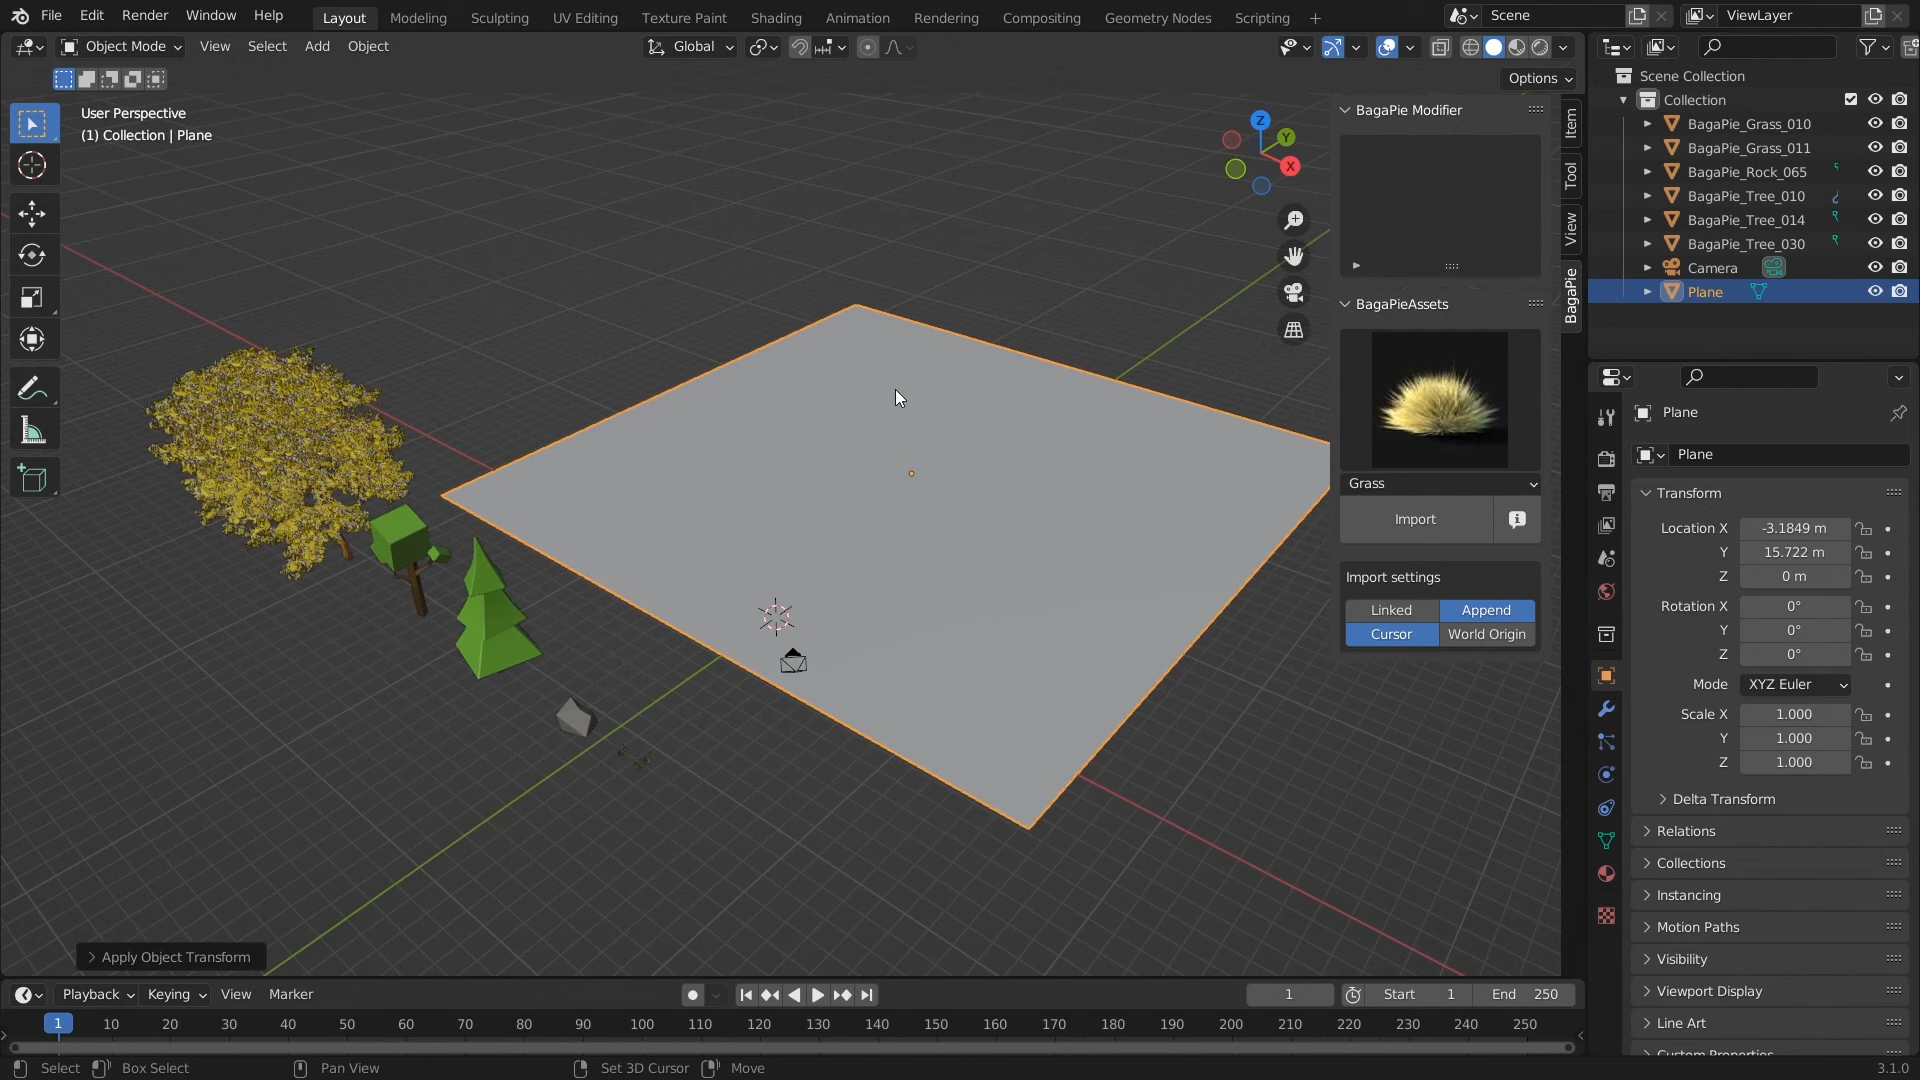 File Edit Render Window Help Layout Modeling Sculpting UV Editing Texture Paint Shading Animation Rendering Compositing Geometry Nodes Scripting + Scene ViewLayer
Object Mode View Select Add Object Global
Options
User Perspective
(1) Collection | Plane
Z
Y
X
BagaPie Modifier
BagaPieAssets
Grass
Import
Import settings
Linked Append
Cursor World Origin
Item
Tool
View
BagaPie
Scene Collection
Collection
BagaPie_Grass_010
BagaPie_Grass_011
BagaPie_Rock_065
BagaPie_Tree_010
BagaPie_Tree_014
BagaPie_Tree_030
Camera
Plane
Plane
Plane
Transform
Location X -3.1849 m
Y 15.722 m
Z 0 m
Rotation X 0°
Y 0°
Z 0°
Mode XYZ Euler
Scale X 1.000
Y 1.000
Z 1.000
Delta Transform
Relations
Collections
Instancing
Motion Paths
Visibility
Viewport Display
Line Art
Custom Properties
Apply Object Transform
Playback Keying View Marker 1 Start 1 End 250
1 10 20 30 40 50 60 70 80 90 100 110 120 130 140 150 160 170 180 190 200 210 220 230 240 250
Select Box Select Pan View Set 3D Cursor Move 3.1.0